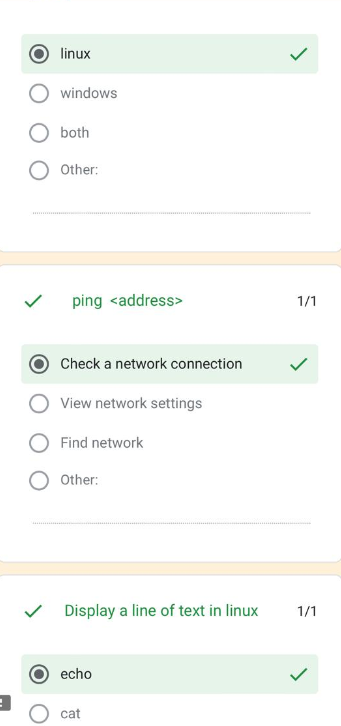 linux
windows
both
Other:
ping <address> 1/1
Check a network connection
View network settings
Find network
Other:
Display a line of text in linux 1/1
echo
cat